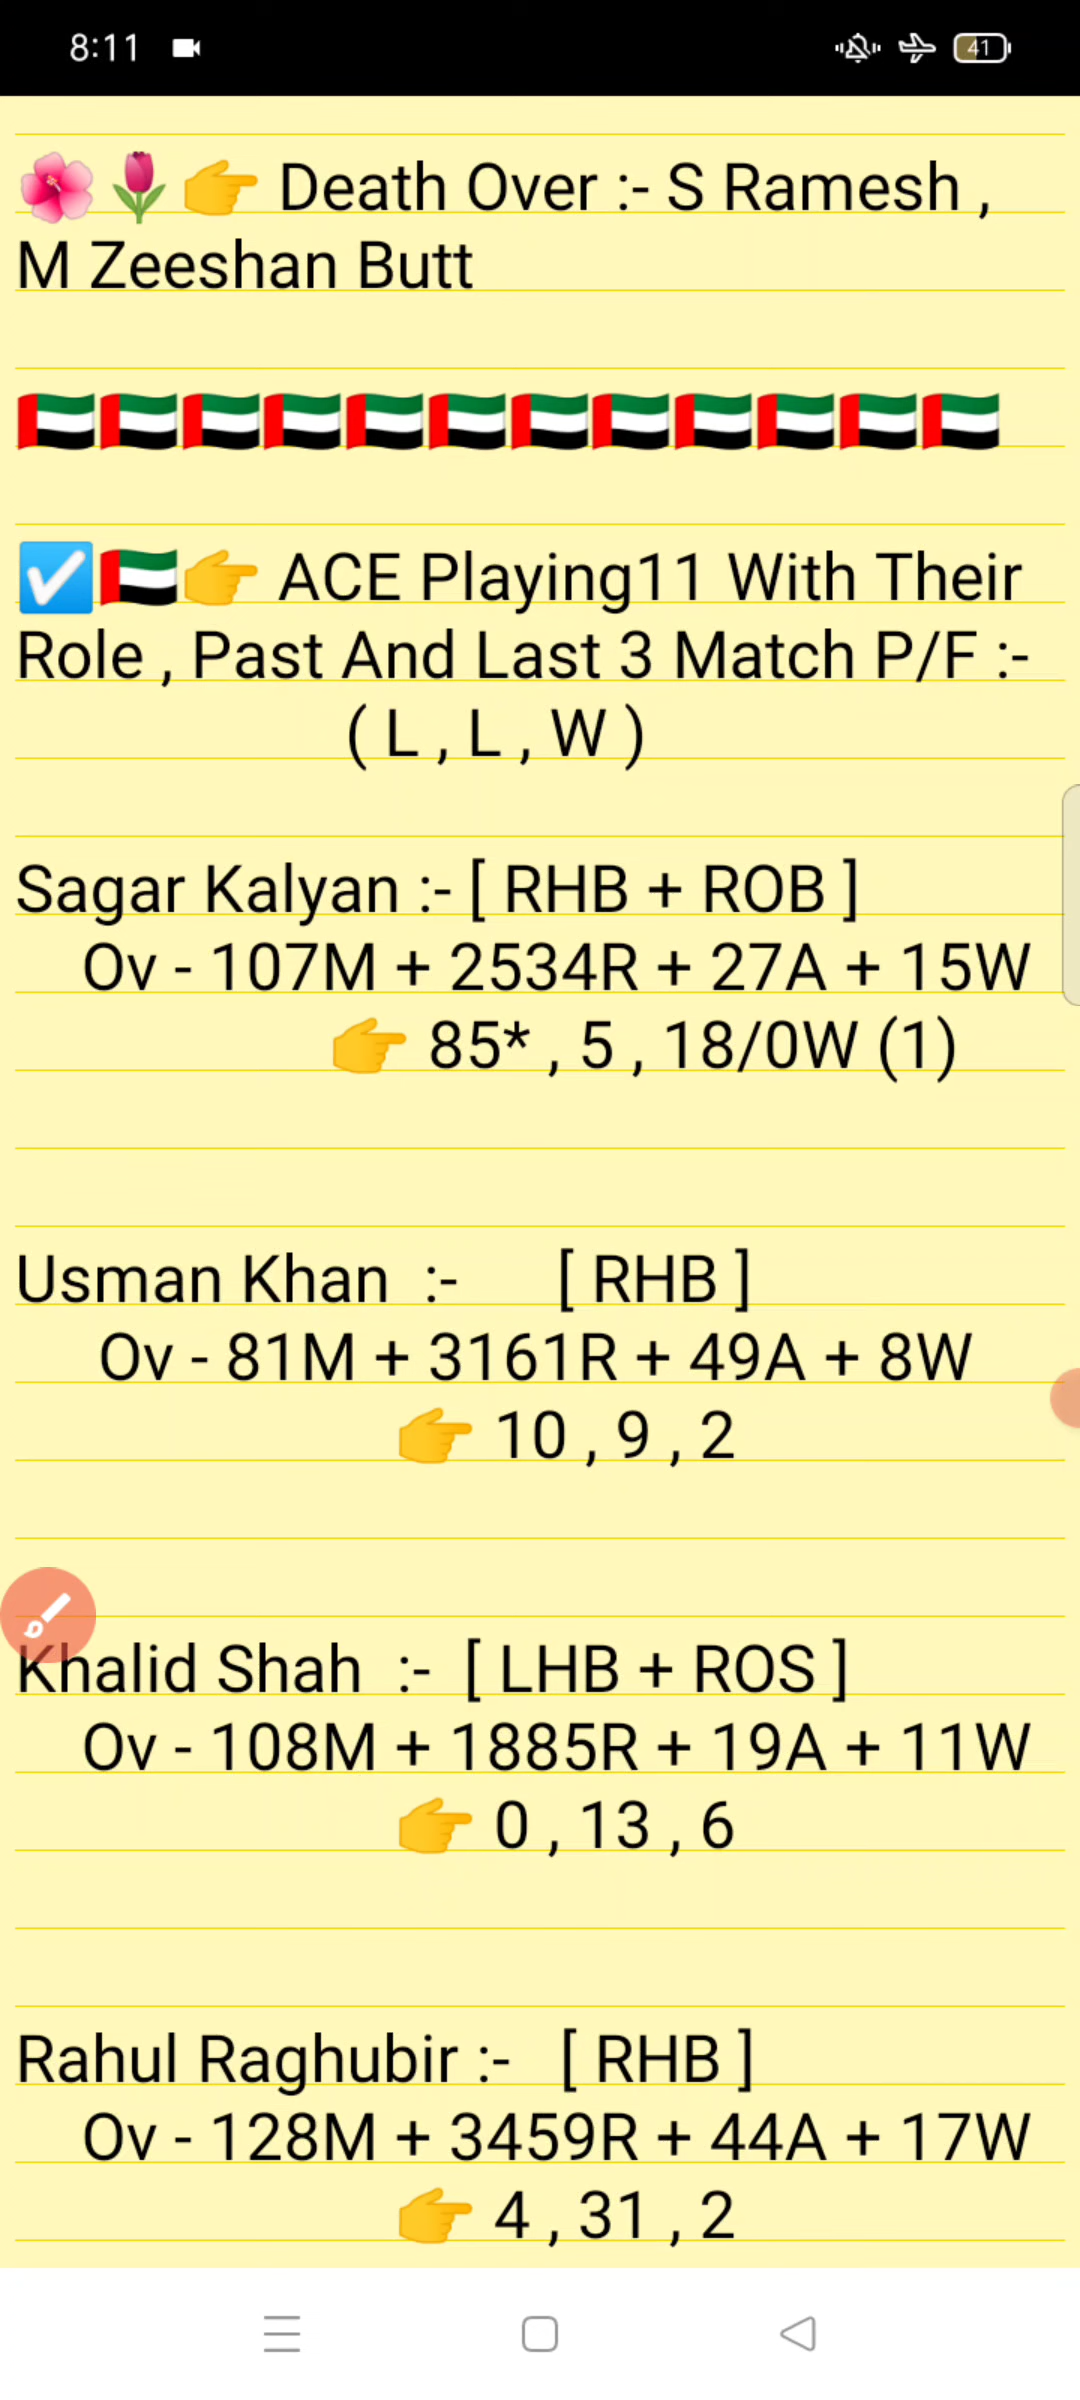 8:11
41
🌺🌷👉 Death Over :- S Ramesh ,
M Zeeshan Butt
🇦🇪🇦🇪🇦🇪🇦🇪🇦🇪🇦🇪🇦🇪🇦🇪🇦🇪🇦🇪🇦🇪🇦🇪
☑️🇦🇪👉 ACE Playing11 With Their
Role , Past And Last 3 Match P/F :-
( L , L , W )
Sagar Kalyan :- [ RHB + ROB ]
Ov - 107M + 2534R + 27A + 15W
👉 85* , 5 , 18/0W (1)
Usman Khan :- [ RHB ]
Ov - 81M + 3161R + 49A + 8W
👉 10 , 9 , 2
Khalid Shah :- [ LHB + ROS ]
Ov - 108M + 1885R + 19A + 11W
👉 0 , 13 , 6
Rahul Raghubir :- [ RHB ]
Ov - 128M + 3459R + 44A + 17W
👉 4 , 31 , 2